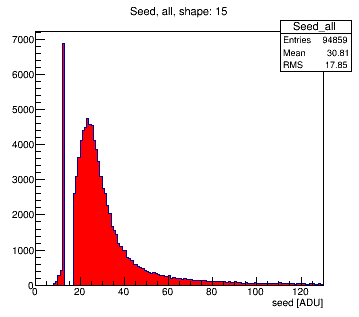 Seed, all, shape: 15
Seed_all
Entries 94859
Mean 30.81
RMS 17.85
7000
6000
5000
4000
3000
2000
1000
0
0 20 40 60 80 100 120
seed [ADU]